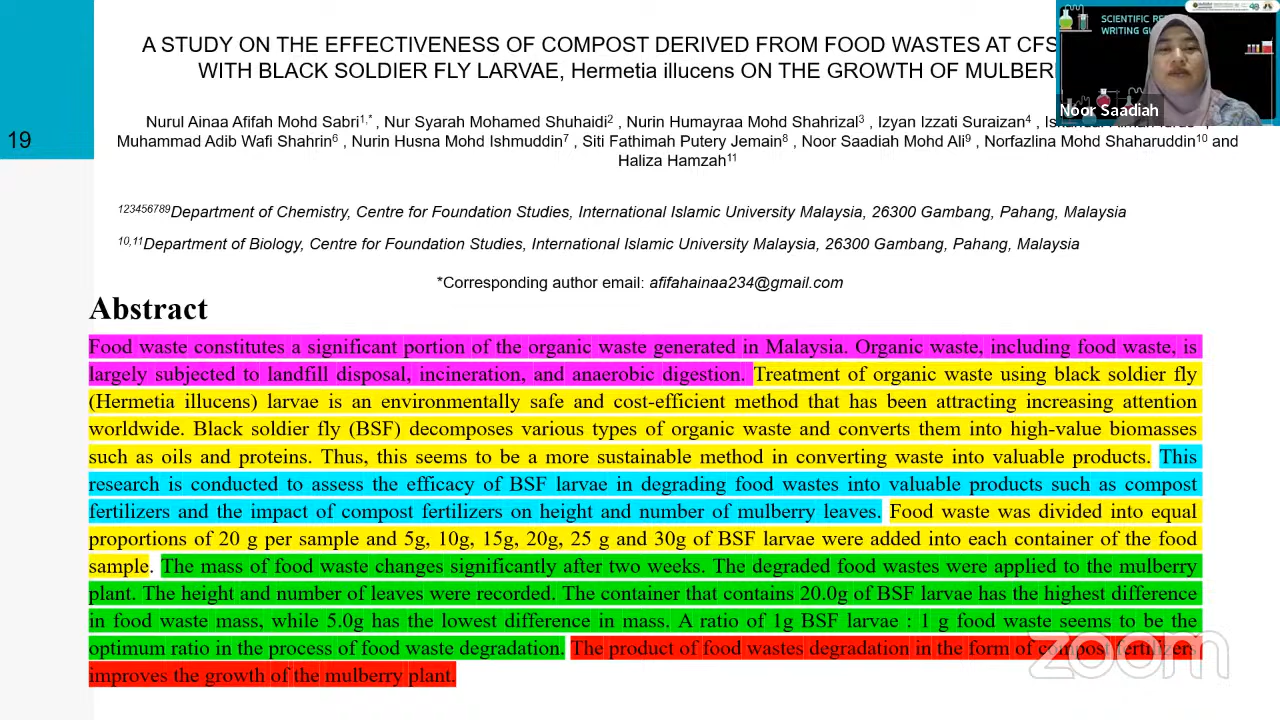 A STUDY ON THE EFFECTIVENESS OF COMPOST DERIVED FROM FOOD WASTES AT CFS
WITH BLACK SOLDIER FLY LARVAE, Hermetia illucens ON THE GROWTH OF
SCIENTIFIC
WRITING
Noor Saadiah
19
Nurul Ainaa Afifah Mohd Sabri1,* , Nur Syarah Mohamed Shuhaidi2 , Nurin Humayraa Mohd Shahrizal3 , Izyan Izzati Suraizan4 ,
Muhammad Adib Wafi Shahrin6 , Nurin Husna Mohd Ishmuddin7 , Siti Fathimah Putery Jemain8 , Noor Saadiah Mohd Ali9 , Norfazlina Mohd Shaharuddin10 and
Haliza Hamzah11
123456789Department of Chemistry, Centre for Foundation Studies, International Islamic University Malaysia, 26300 Gambang, Pahang, Malaysia
10,11Department of Biology, Centre for Foundation Studies, International Islamic University Malaysia, 26300 Gambang, Pahang, Malaysia
*Corresponding author email: afifahainaa234@gmail.com
Abstract
Food waste constitutes a significant portion of the organic waste generated in Malaysia. Organic waste, including food waste, is
largely subjected to landfill disposal, incineration, and anaerobic digestion. Treatment of organic waste using black soldier fly
(Hermetia illucens) larvae is an environmentally safe and cost-efficient method that has been attracting increasing attention
worldwide. Black soldier fly (BSF) decomposes various types of organic waste and converts them into high-value biomasses
such as oils and proteins. Thus, this seems to be a more sustainable method in converting waste into valuable products. This
research is conducted to assess the efficacy of BSF larvae in degrading food wastes into valuable products such as compost
fertilizers and the impact of compost fertilizers on height and number of mulberry leaves. Food waste was divided into equal
proportions of 20 g per sample and 5g, 10g, 15g, 20g, 25 g and 30g of BSF larvae were added into each container of the food
sample. The mass of food waste changes significantly after two weeks. The degraded food wastes were applied to the mulberry
plant. The height and number of leaves were recorded. The container that contains 20.0g of BSF larvae has the highest difference
in food waste mass, while 5.0g has the lowest difference in mass. A ratio of 1g BSF larvae : 1 g food waste seems to be the
optimum ratio in the process of food waste degradation. The product of food wastes degradation in the form of compost fertilizers
improves the growth of the mulberry plant.
zoom